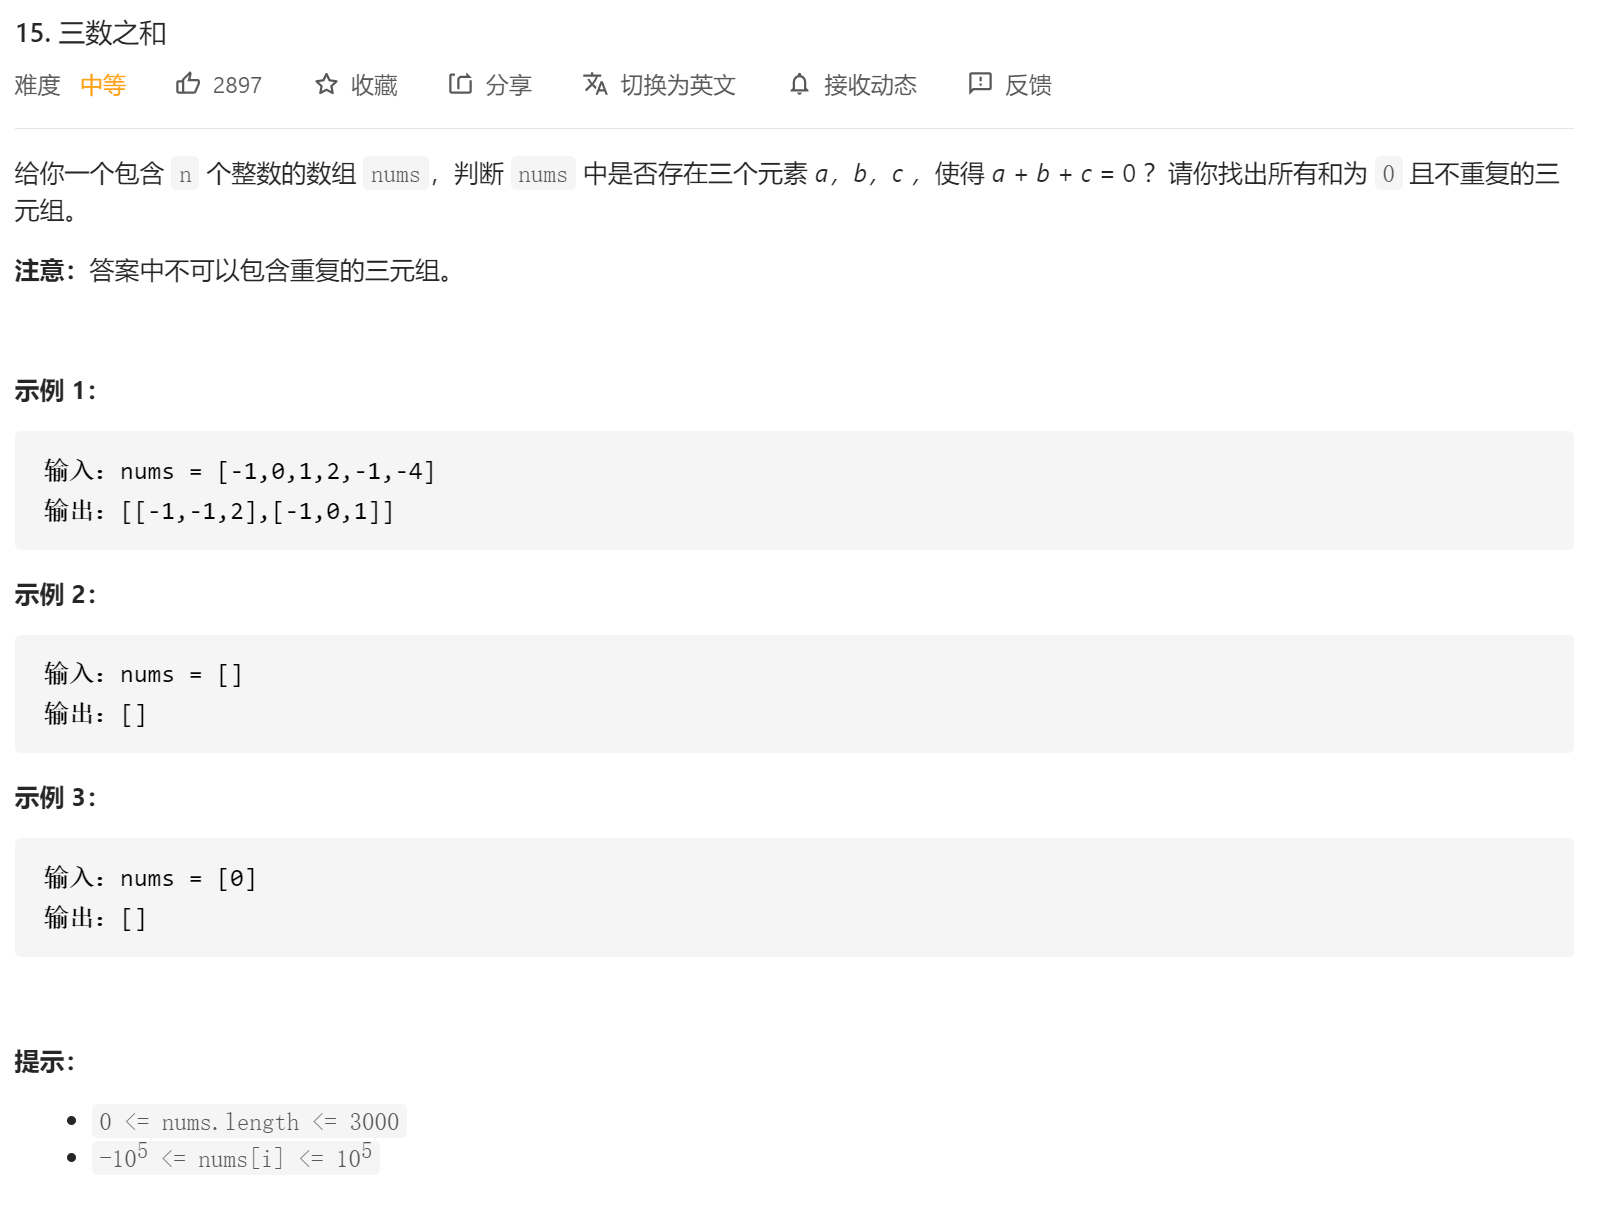 15. 三数之和
难度 中等 2897 收藏 分享 切换为英文 接收动态 反馈
给你一个包含 n 个整数的数组 nums，判断 nums 中是否存在三个元素 a，b，c ，使得 a + b + c = 0 ？请你找出所有和为 0 且不重复的三
元组。
注意：答案中不可以包含重复的三元组。
示例 1：
输入：nums = [-1,0,1,2,-1,-4]
输出：[[-1,-1,2],[-1,0,1]]
示例 2：
输入：nums = []
输出：[]
示例 3：
输入：nums = [0]
输出：[]
提示：
0 <= nums.length <= 3000
-10⁵ <= nums[i] <= 10⁵